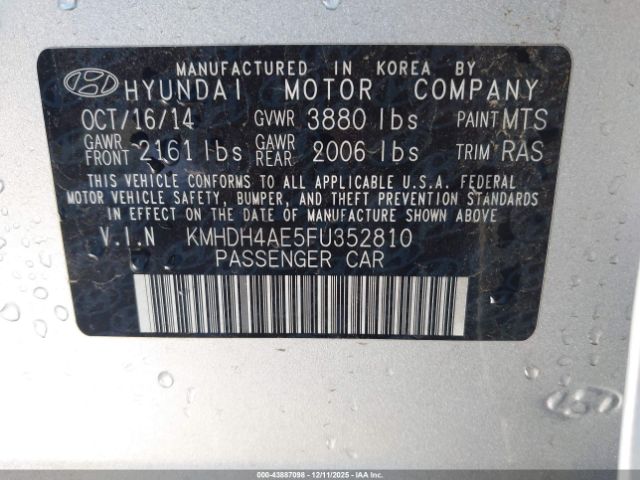 MANUFACTURED IN KOREA BY
HYUNDAI MOTOR COMPANY
OCT/16/14 GVWR 3880 lbs PAINT MTS
GAWR FRONT 2161 lbs GAWR REAR 2006 lbs TRIM RAS
THIS VEHICLE CONFORMS TO ALL APPLICABLE U.S.A. FEDERAL
MOTOR VEHICLE SAFETY, BUMPER, AND THEFT PREVENTION STANDARDS
IN EFFECT ON THE DATE OF MANUFACTURE SHOWN ABOVE
V.I.N KMHDH4AE5FU352810
PASSENGER CAR
000-43887098 - 12/11/2025 - IAAI.com